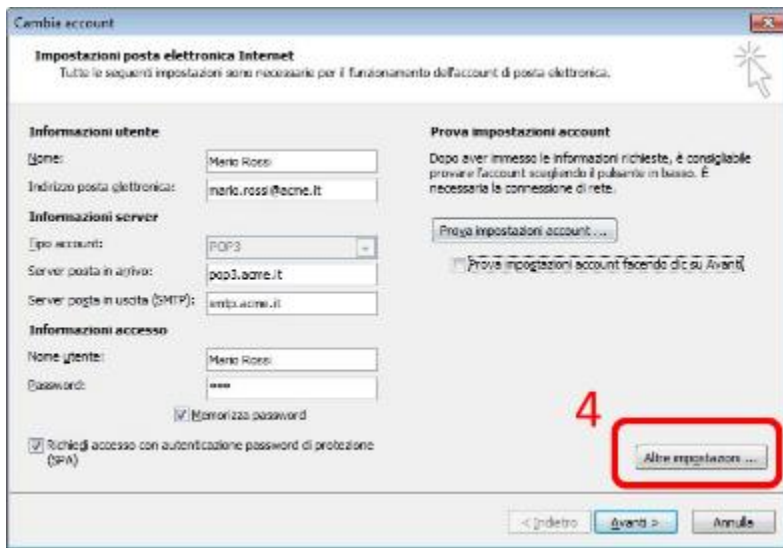 Cambia account
Impostazioni posta elettronica Internet
Tutte le seguenti impostazioni sono necessarie per il funzionamento dell'account di posta elettronica.
Informazioni utente
Nome:
Mario Rossi
Indirizzo posta elettronica:
mario.rossi@acme.it
Informazioni server
Tipo account:
POP3
Server posta in arrivo:
pop3.acme.it
Server posta in uscita (SMTP):
smtp.acme.it
Informazioni accesso
Nome utente:
Mario Rossi
Password:
****
Memorizza password
Richiedi accesso con autenticazione password di protezione
(SPA)
Prova impostazioni account
Dopo aver immesso le informazioni richieste, è consigliabile
provare l'account scegliendo il pulsante in basso. È
necessaria la connessione di rete.
Prova impostazioni account ...
Prova impostazioni account facendo clic su Avanti
4
Altre impostazioni ...
< Indietro
Avanti >
Annulla